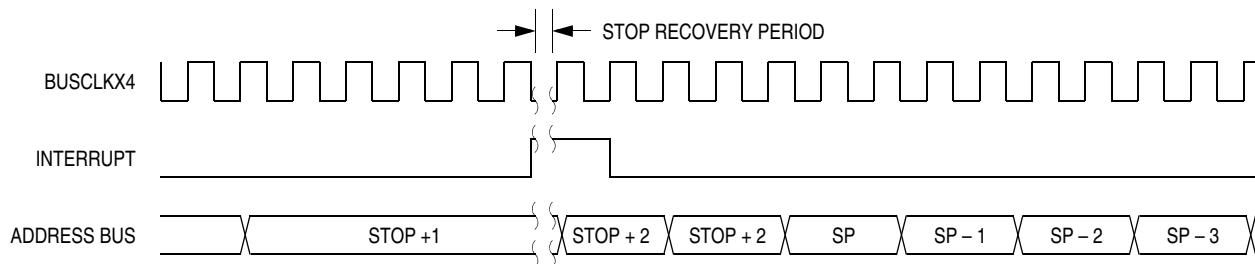 STOP RECOVERY PERIOD
BUSCLKX4
INTERRUPT
ADDRESS BUS STOP +1 STOP + 2 STOP + 2 SP SP – 1 SP – 2 SP – 3